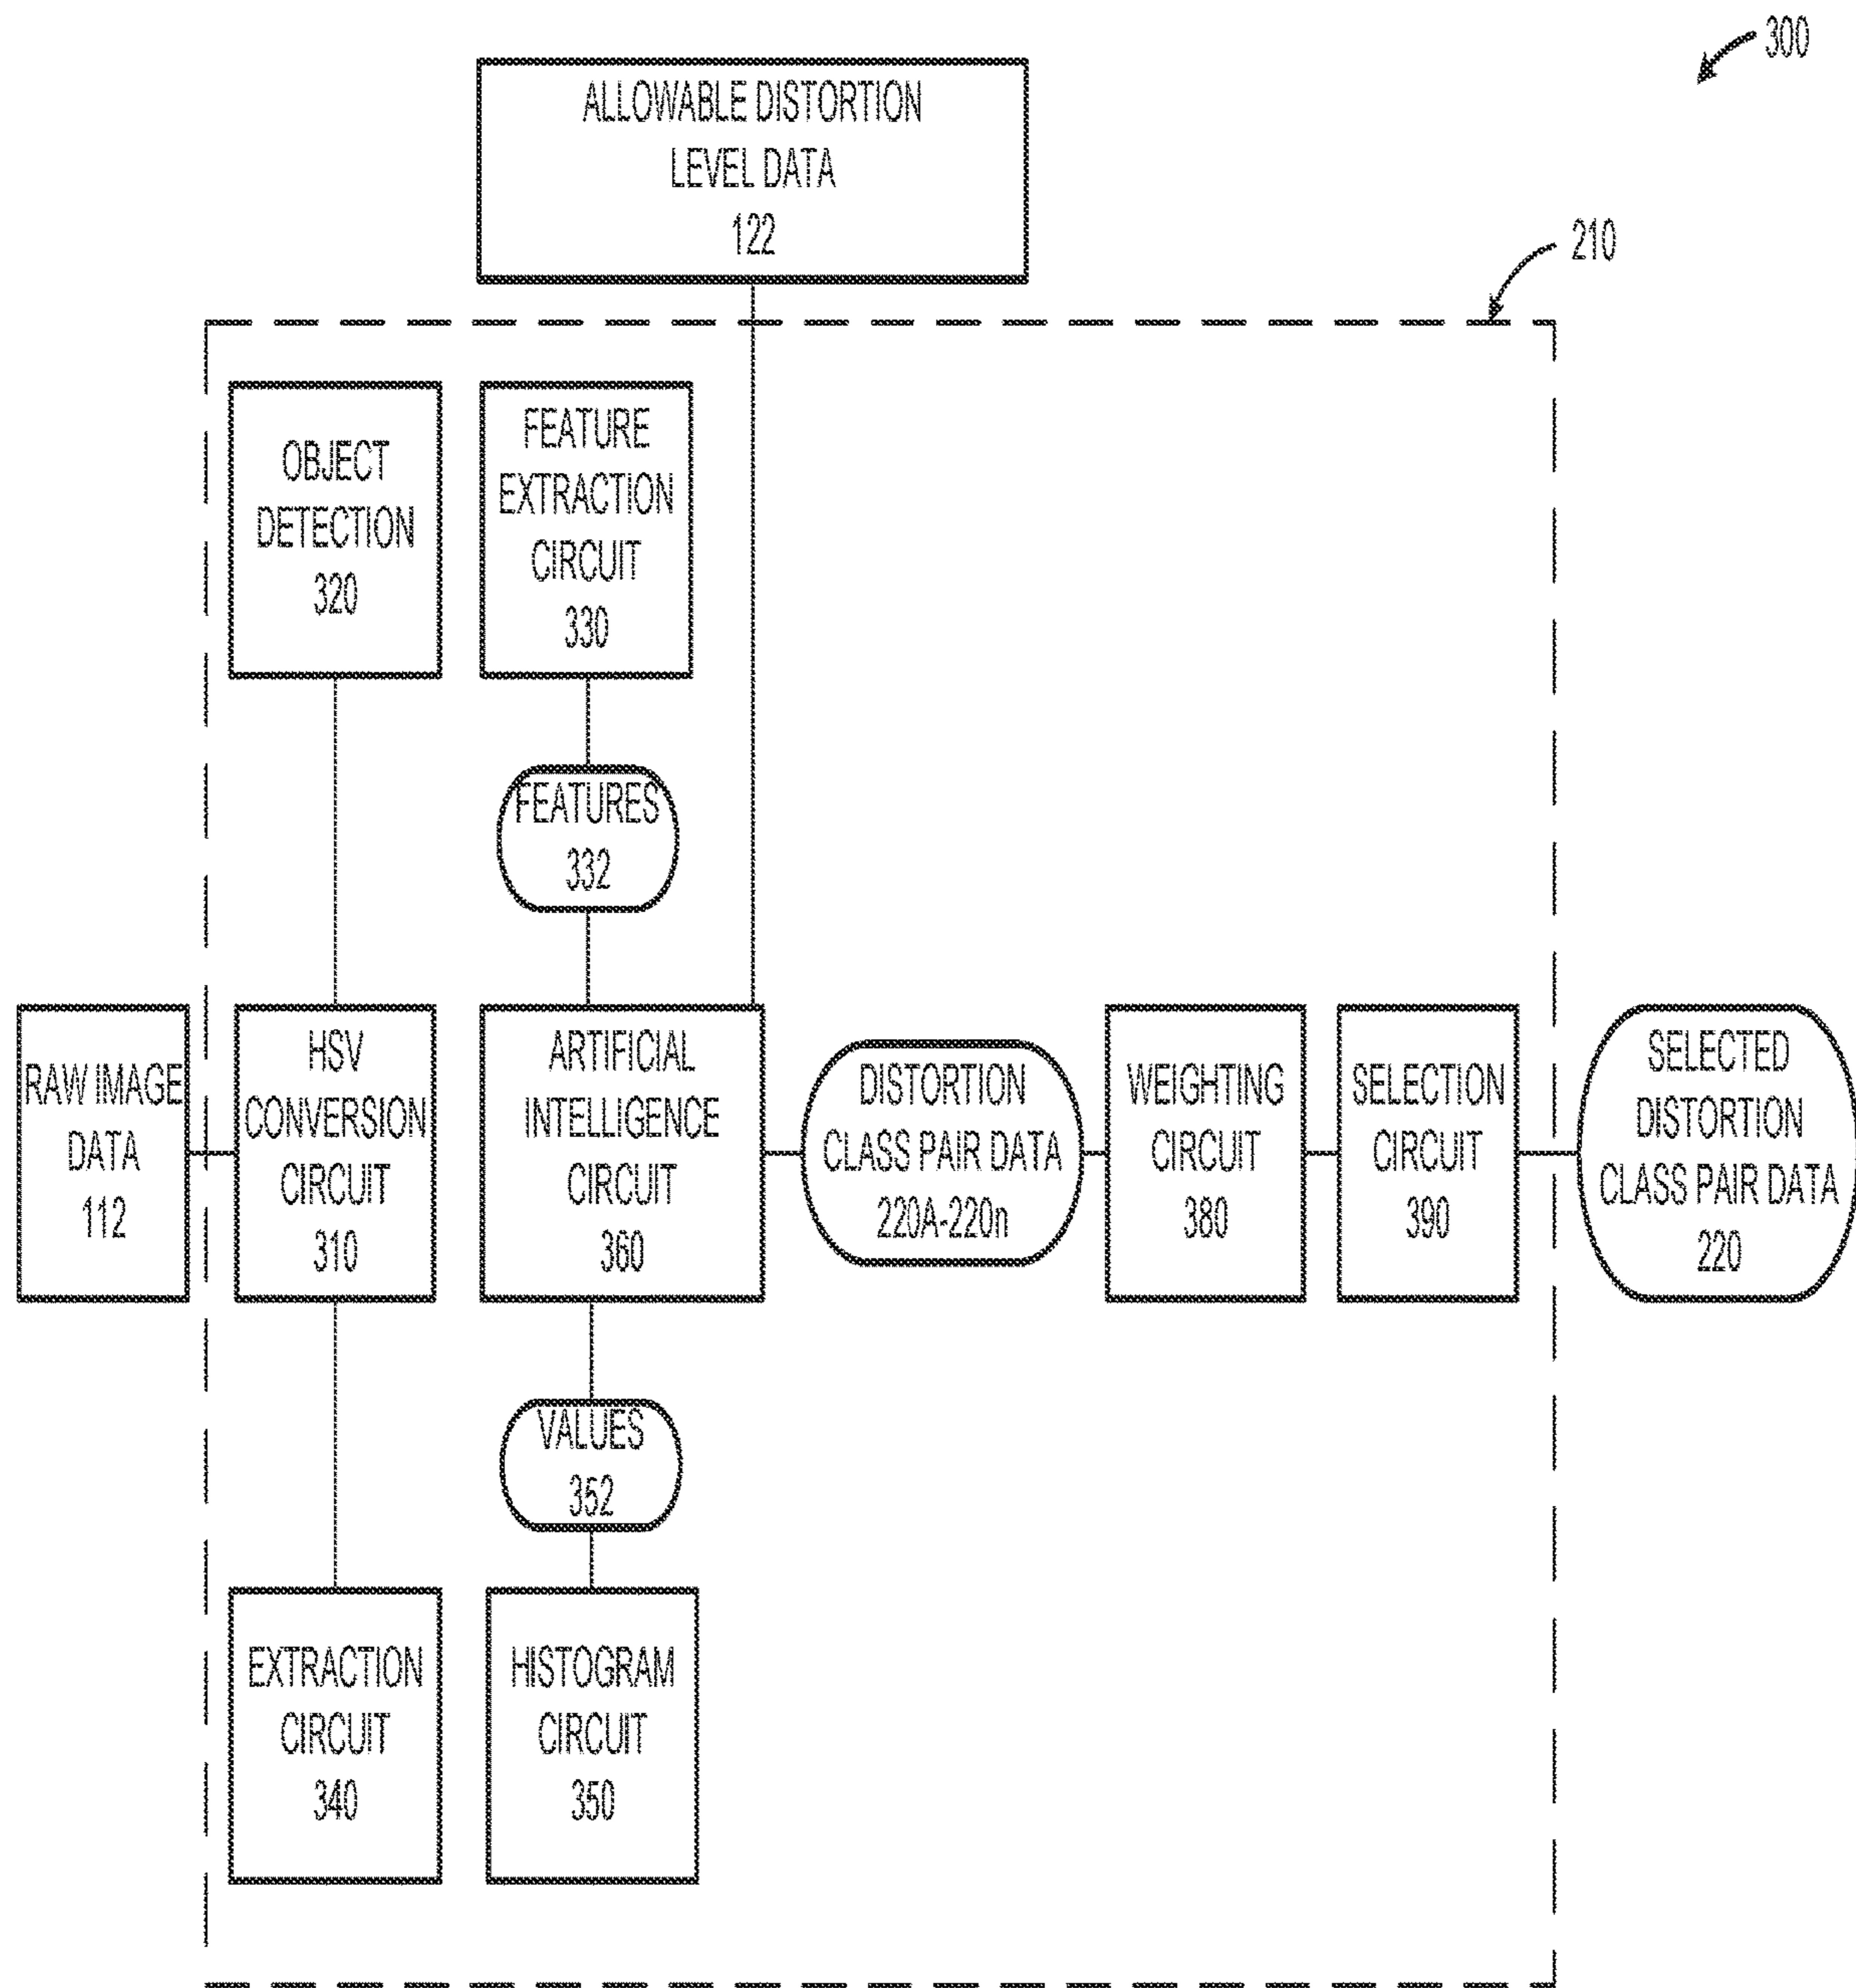 300
ALLOWABLE DISTORTION
LEVEL DATA
122
210
OBJECT
DETECTION
320
FEATURE
EXTRACTION
CIRCUIT
330
FEATURES
332
RAW IMAGE
DATA
112
HSV
CONVERSION
CIRCUIT
310
ARTIFICIAL
INTELLIGENCE
CIRCUIT
360
DISTORTION
CLASS PAIR DATA
220A-220n
WEIGHTING
CIRCUIT
380
SELECTION
CIRCUIT
390
SELECTED
DISTORTION
CLASS PAIR DATA
220
VALUES
352
EXTRACTION
CIRCUIT
340
HISTOGRAM
CIRCUIT
350